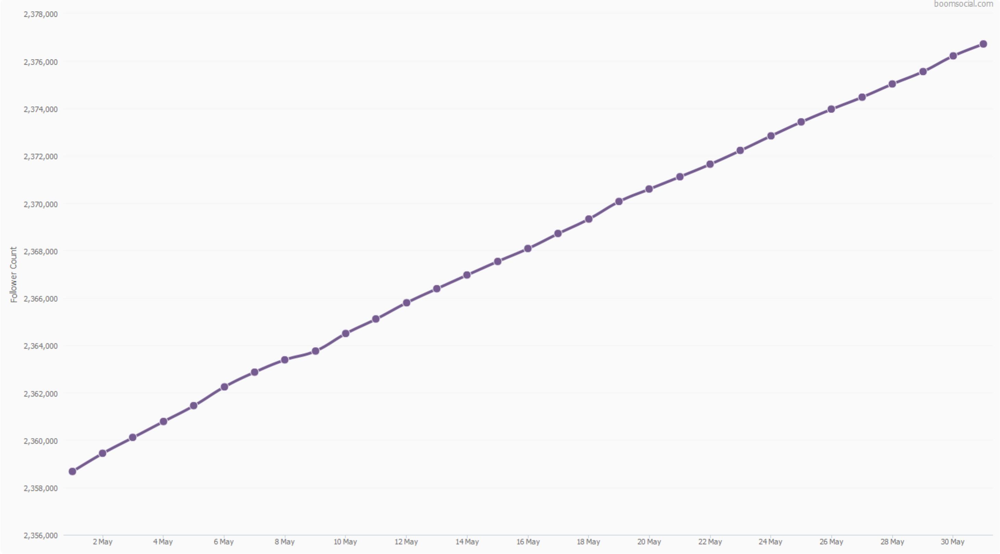 boomsocial.com
2,378,000
2,376,000
2,374,000
2,372,000
2,370,000
2,368,000
2,366,000
2,364,000
2,362,000
2,360,000
2,358,000
2,356,000
Follower Count
2 May
4 May
6 May
8 May
10 May
12 May
14 May
16 May
18 May
20 May
22 May
24 May
26 May
28 May
30 May